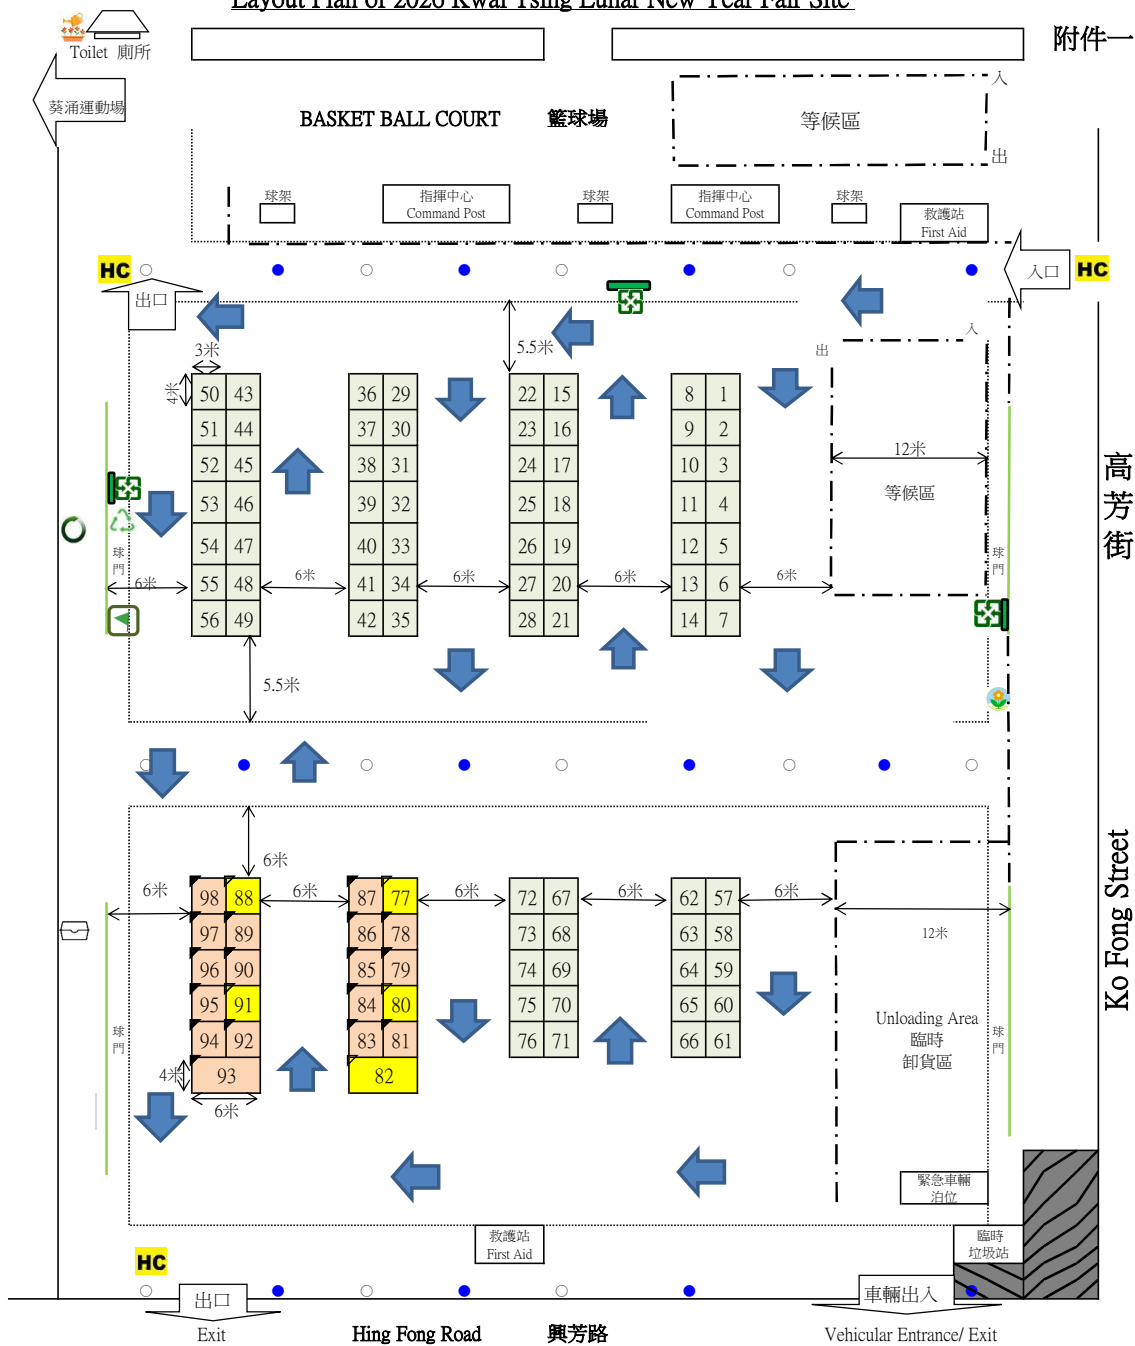 Layout Plan of 2026 Kwai Tsing Lunar New Year Fair Site
附件一
Toilet 廁所
葵涌運動場
BASKET BALL COURT 籃球場
等候區
入
出
球架
指揮中心
Command Post
球架
指揮中心
Command Post
球架
救護站
First Aid
HC
出口
入口
HC
5.5米
出
入
3米
4米
50 43 36 29 22 15 8 1
51 44 37 30 23 16 9 2
52 45 38 31 24 17 10 3
53 46 39 32 25 18 11 4
54 47 40 33 26 19 12 5
55 48 41 34 27 20 13 6
56 49 42 35 28 21 14 7
12米
等候區
高芳街
球門
球門
6米 6米 6米 6米 6米
5.5米
6米
6米 6米 6米 6米 6米
98 88 87 77 72 67 62 57
97 89 86 78 73 68 63 58
96 90 85 79 74 69 64 59
95 91 84 80 75 70 65 60
94 92 83 81 76 71 66 61
93 82
12米
Ko Fong Street
Unloading Area
臨時
卸貨區
球門
球門
4米
6米
緊急車輛
泊位
救護站
First Aid
臨時
垃圾站
HC
出口
車輛出入
Exit
Hing Fong Road 興芳路
Vehicular Entrance/ Exit